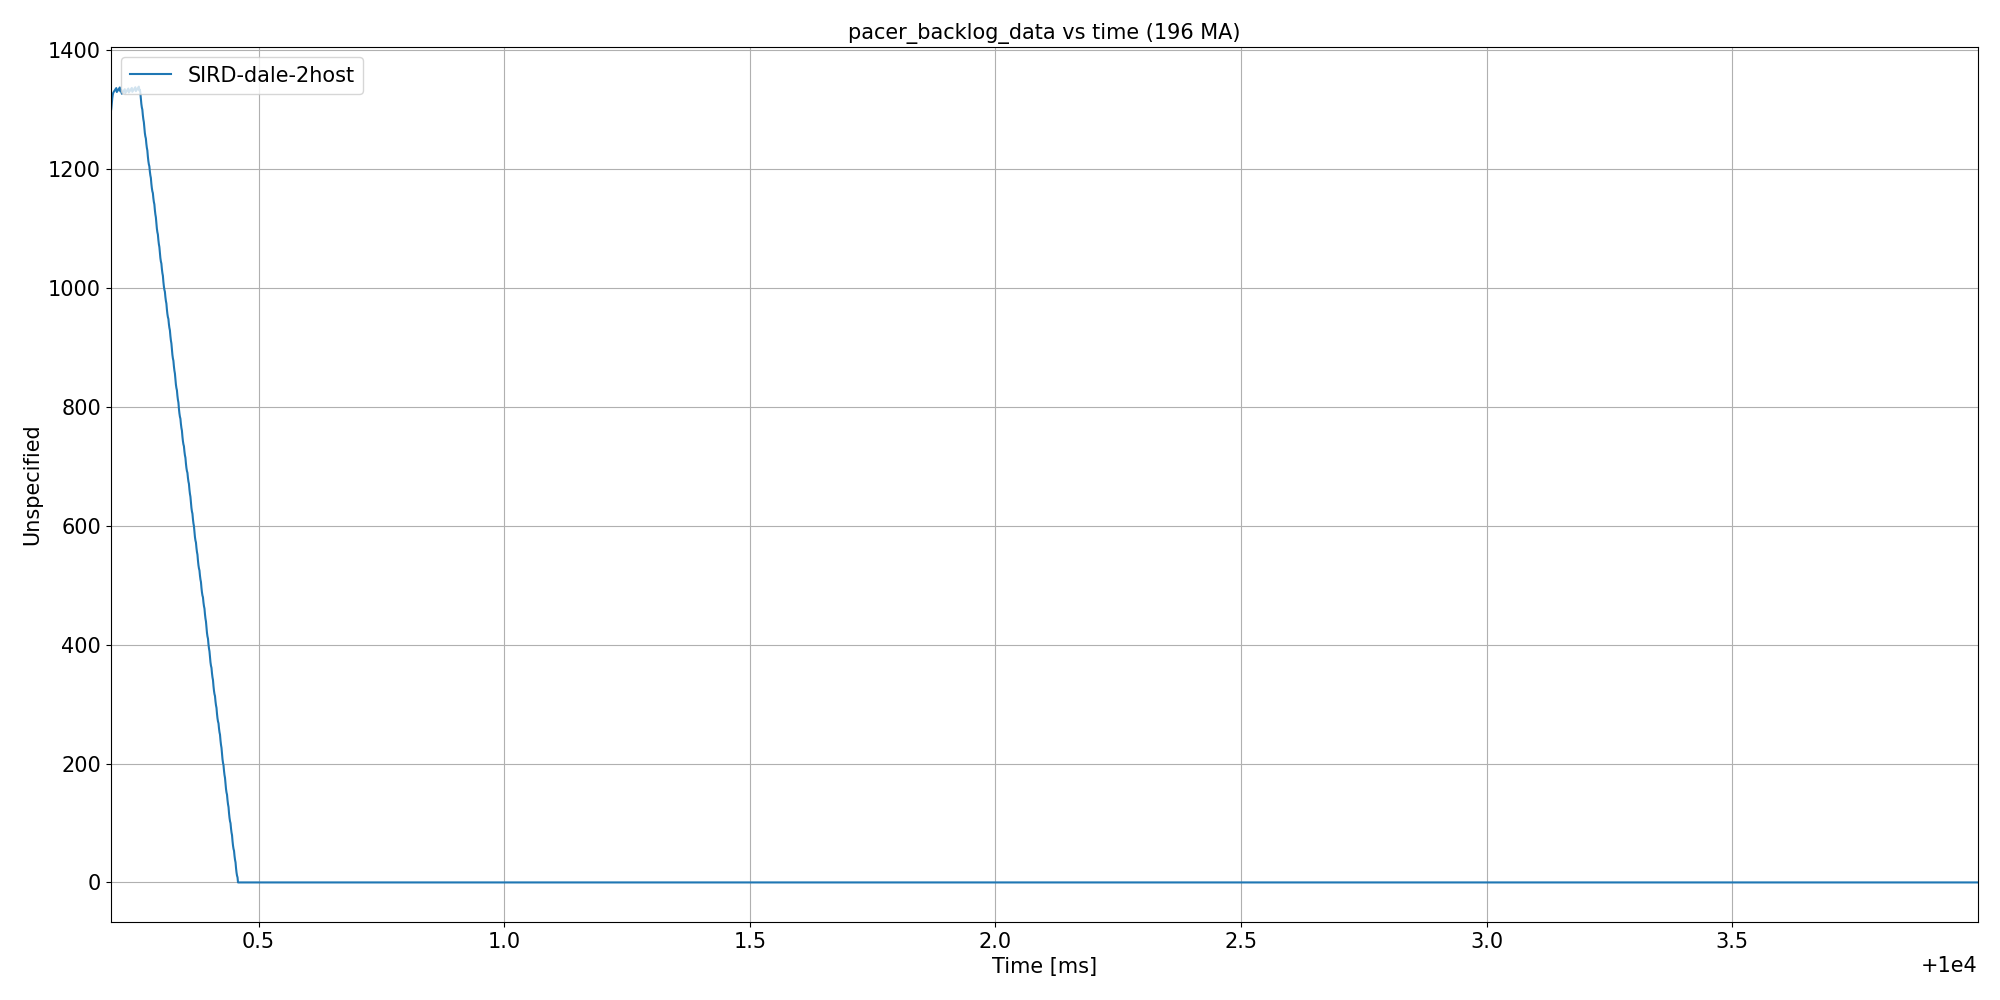 pacer_backlog_data vs time (196 MA)
SIRD-dale-2host
1400
1200
1000
800
600
400
200
0
Unspecified
0.5 1.0 1.5 2.0 2.5 3.0 3.5
Time [ms]
+1e4